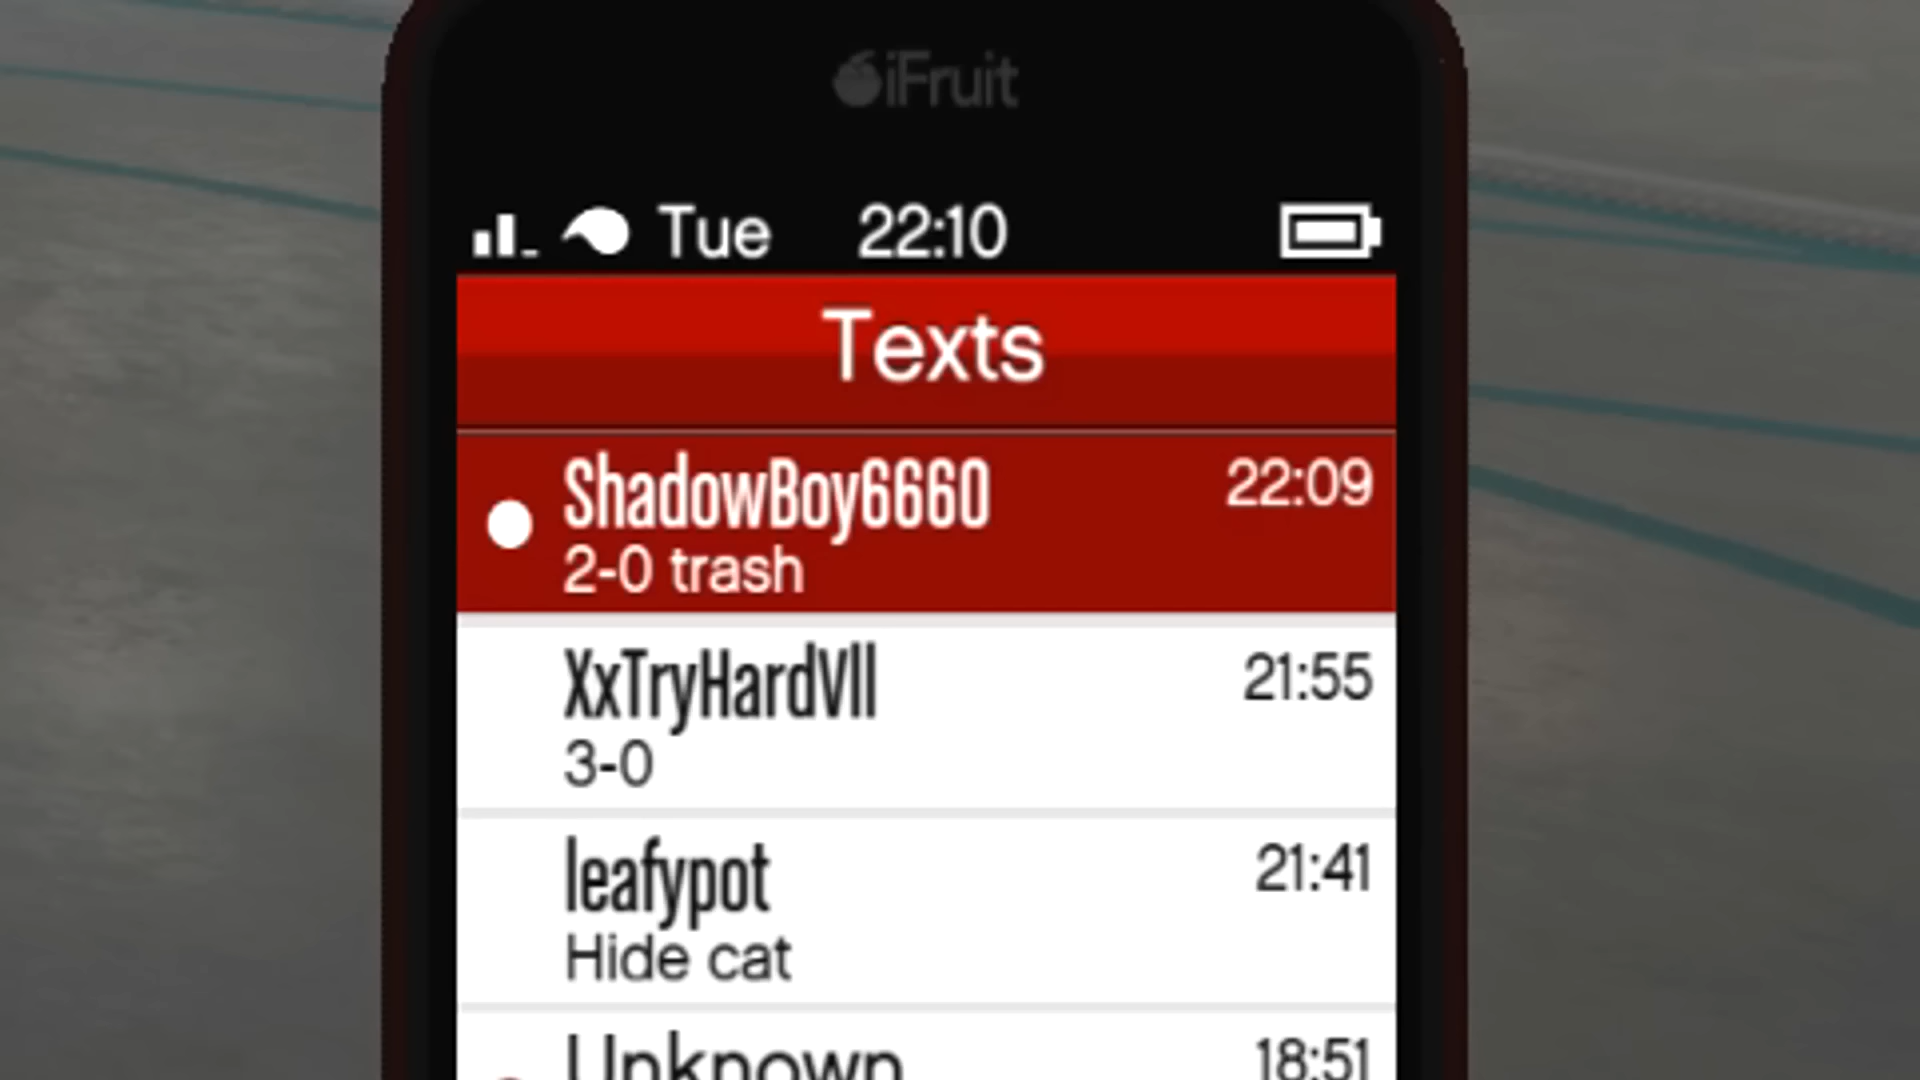 iFruit
Tue 22:10
Texts
ShadowBoy6660 22:09
2-0 trash
XxTryHardVll 21:55
3-0
leafypot 21:41
Hide cat
Unknown 18:51